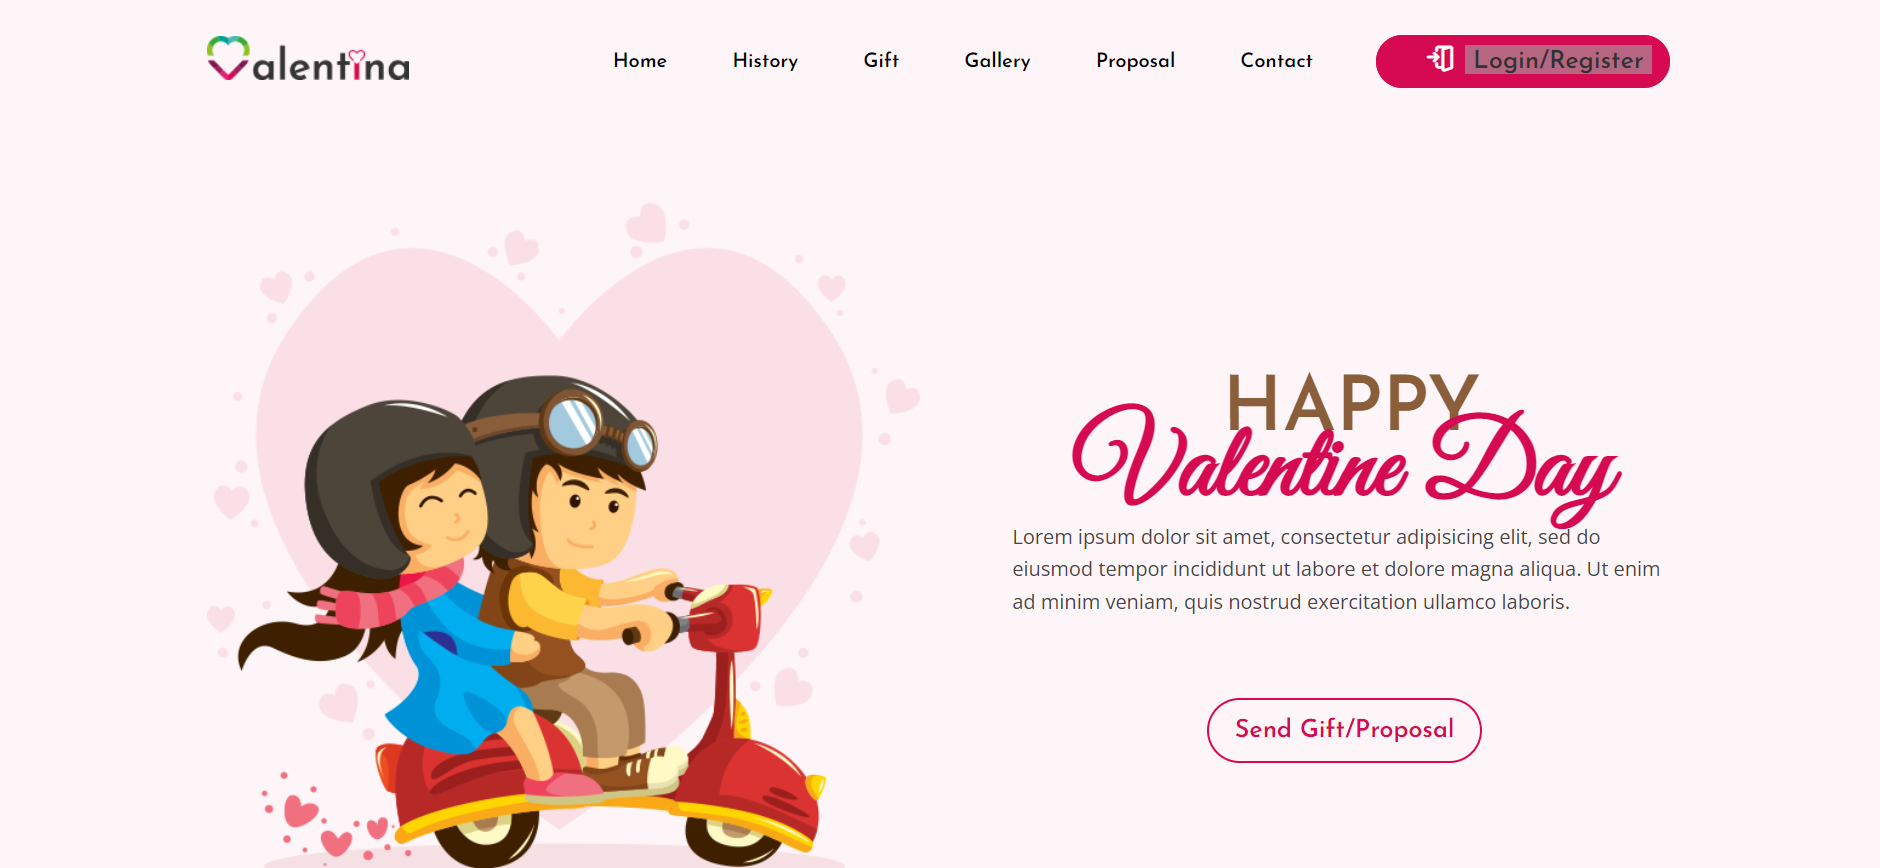 Valentina
Home
History
Gift
Gallery
Proposal
Contact
Login/Register
HAPPY
Valentine Day
Lorem ipsum dolor sit amet, consectetur adipisicing elit, sed do
eiusmod tempor incididunt ut labore et dolore magna aliqua. Ut enim
ad minim veniam, quis nostrud exercitation ullamco laboris.
Send Gift/Proposal